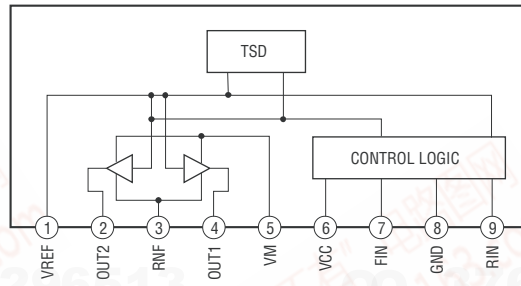 TSD
CONTROL LOGIC
1 2 3 4 5 6 7 8 9
VREF OUT2 RNF OUT1 VM VCC FIN GND RIN